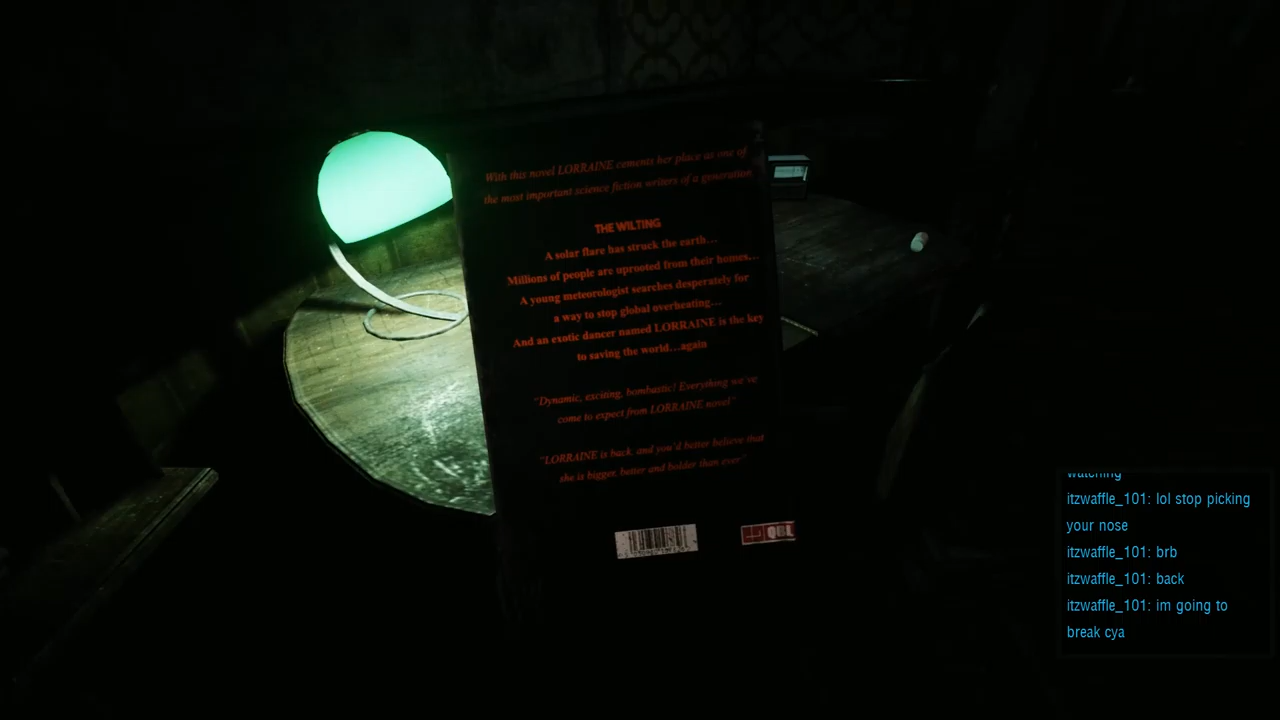 With this novel LORRAINE cements her place as one of
the most important science fiction writers of a generation
THE WILTING
A solar flare has struck the earth...
Millions of people are uprooted from their homes...
A young meteorologist searches desperately for
a way to stop global overheating...
And an exotic dancer named LORRAINE is the key
to saving the world...again
"Dynamic, exciting, bombastic! Everything we've
come to expect from LORRAINE novel"
"LORRAINE is back, and you'd better believe that
she is bigger, better and bolder than ever"
watching
itzwaffle_101: lol stop picking
your nose
itzwaffle_101: brb
itzwaffle_101: back
itzwaffle_101: im going to
break cya